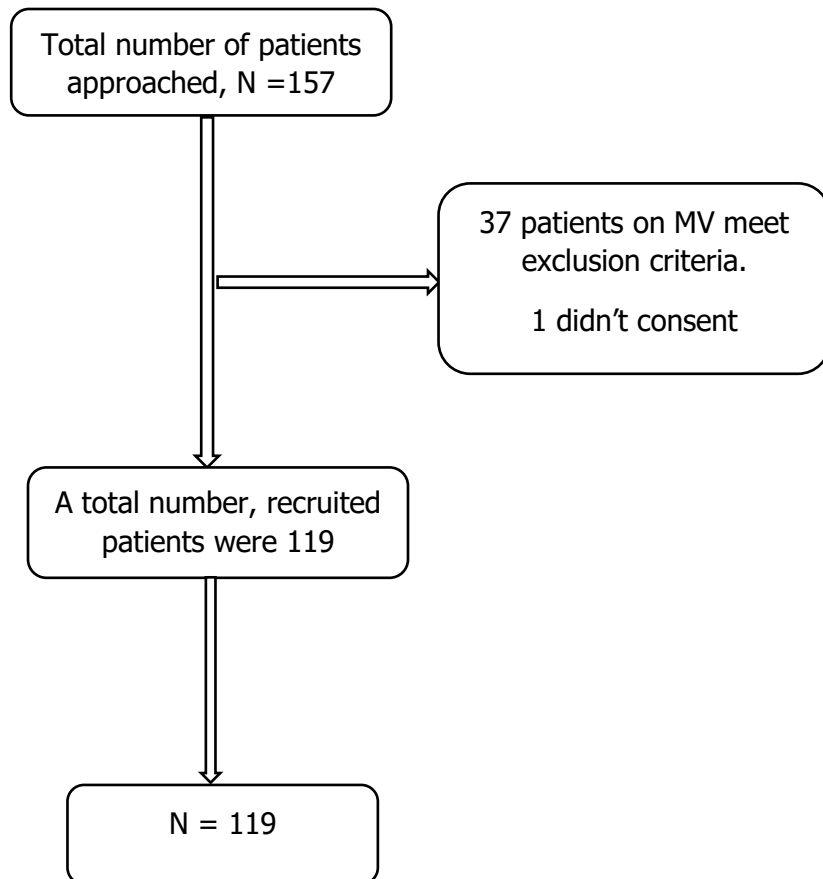 Total number of patients
approached, N =157
37 patients on MV meet
exclusion criteria.
1 didn’t consent
A total number, recruited
patients were 119
N = 119